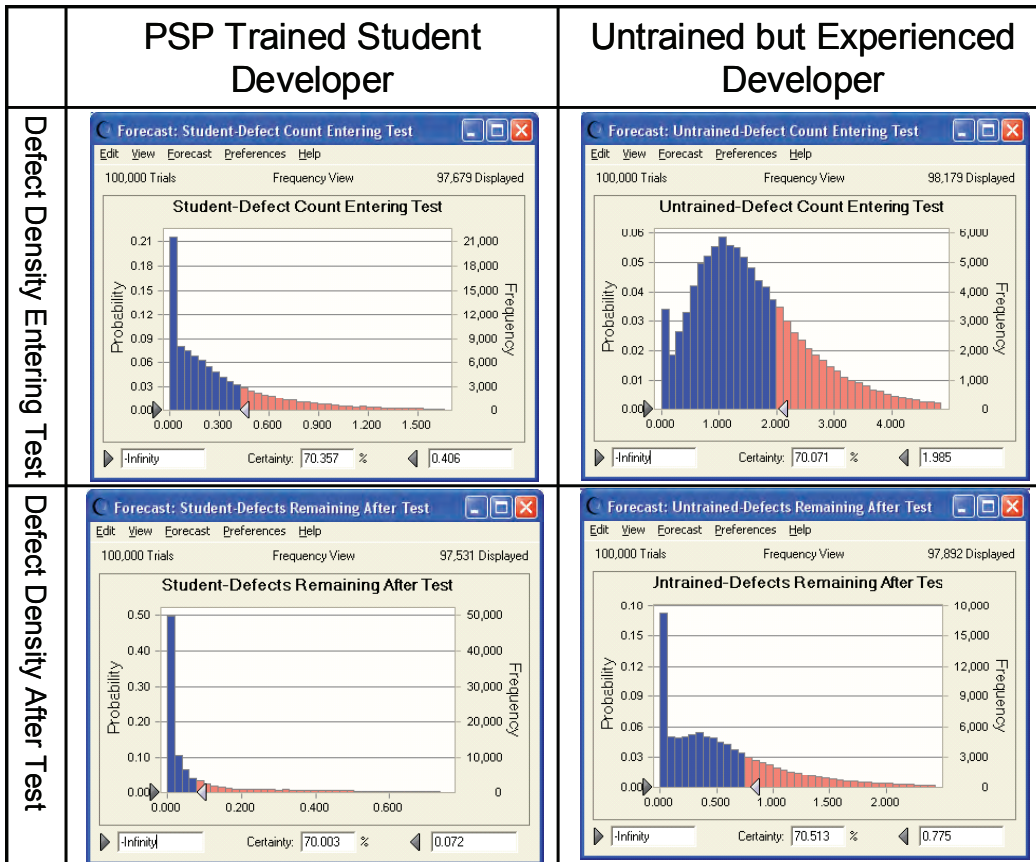 PSP Trained Student
Developer
Untrained but Experienced
Developer
Defect Density Entering Test
Forecast: Student-Defect Count Entering Test
Edit View Forecast Preferences Help
100,000 Trials Frequency View 97,679 Displayed
Student-Defect Count Entering Test
Probability
0.21
0.18
0.15
0.12
0.09
0.06
0.03
0.00
21,000
18,000
15,000
12,000
9,000
6,000
3,000
0
Frequency
0.000 0.300 0.600 0.900 1.200 1.500
-Infinity Certainty: 70.357 % 0.406
Forecast: Untrained-Defect Count Entering Test
Edit View Forecast Preferences Help
100,000 Trials Frequency View 98,179 Displayed
Untrained-Defect Count Entering Test
Probability
0.06
0.05
0.04
0.03
0.02
0.01
0.00
6,000
5,000
4,000
3,000
2,000
1,000
0
Frequency
0.000 1.000 2.000 3.000 4.000
-Infinity Certainty: 70.071 % 1.985
Defect Density After Test
Forecast: Student-Defects Remaining After Test
Edit View Forecast Preferences Help
100,000 Trials Frequency View 97,531 Displayed
Student-Defects Remaining After Test
Probability
0.50
0.40
0.30
0.20
0.10
0.00
50,000
40,000
30,000
20,000
10,000
0
Frequency
0.000 0.200 0.400 0.600
-Infinity Certainty: 70.003 % 0.072
Forecast: Untrained-Defects Remaining After Test
Edit View Forecast Preferences Help
100,000 Trials Frequency View 97,892 Displayed
Jntrained-Defects Remaining After Tes
Probability
0.10
0.15
0.12
0.09
0.06
0.03
0.00
10,000
15,000
12,000
9,000
6,000
3,000
0
Frequency
0.000 0.500 1.000 1.500 2.000
-Infinity Certainty: 70.513 % 0.775